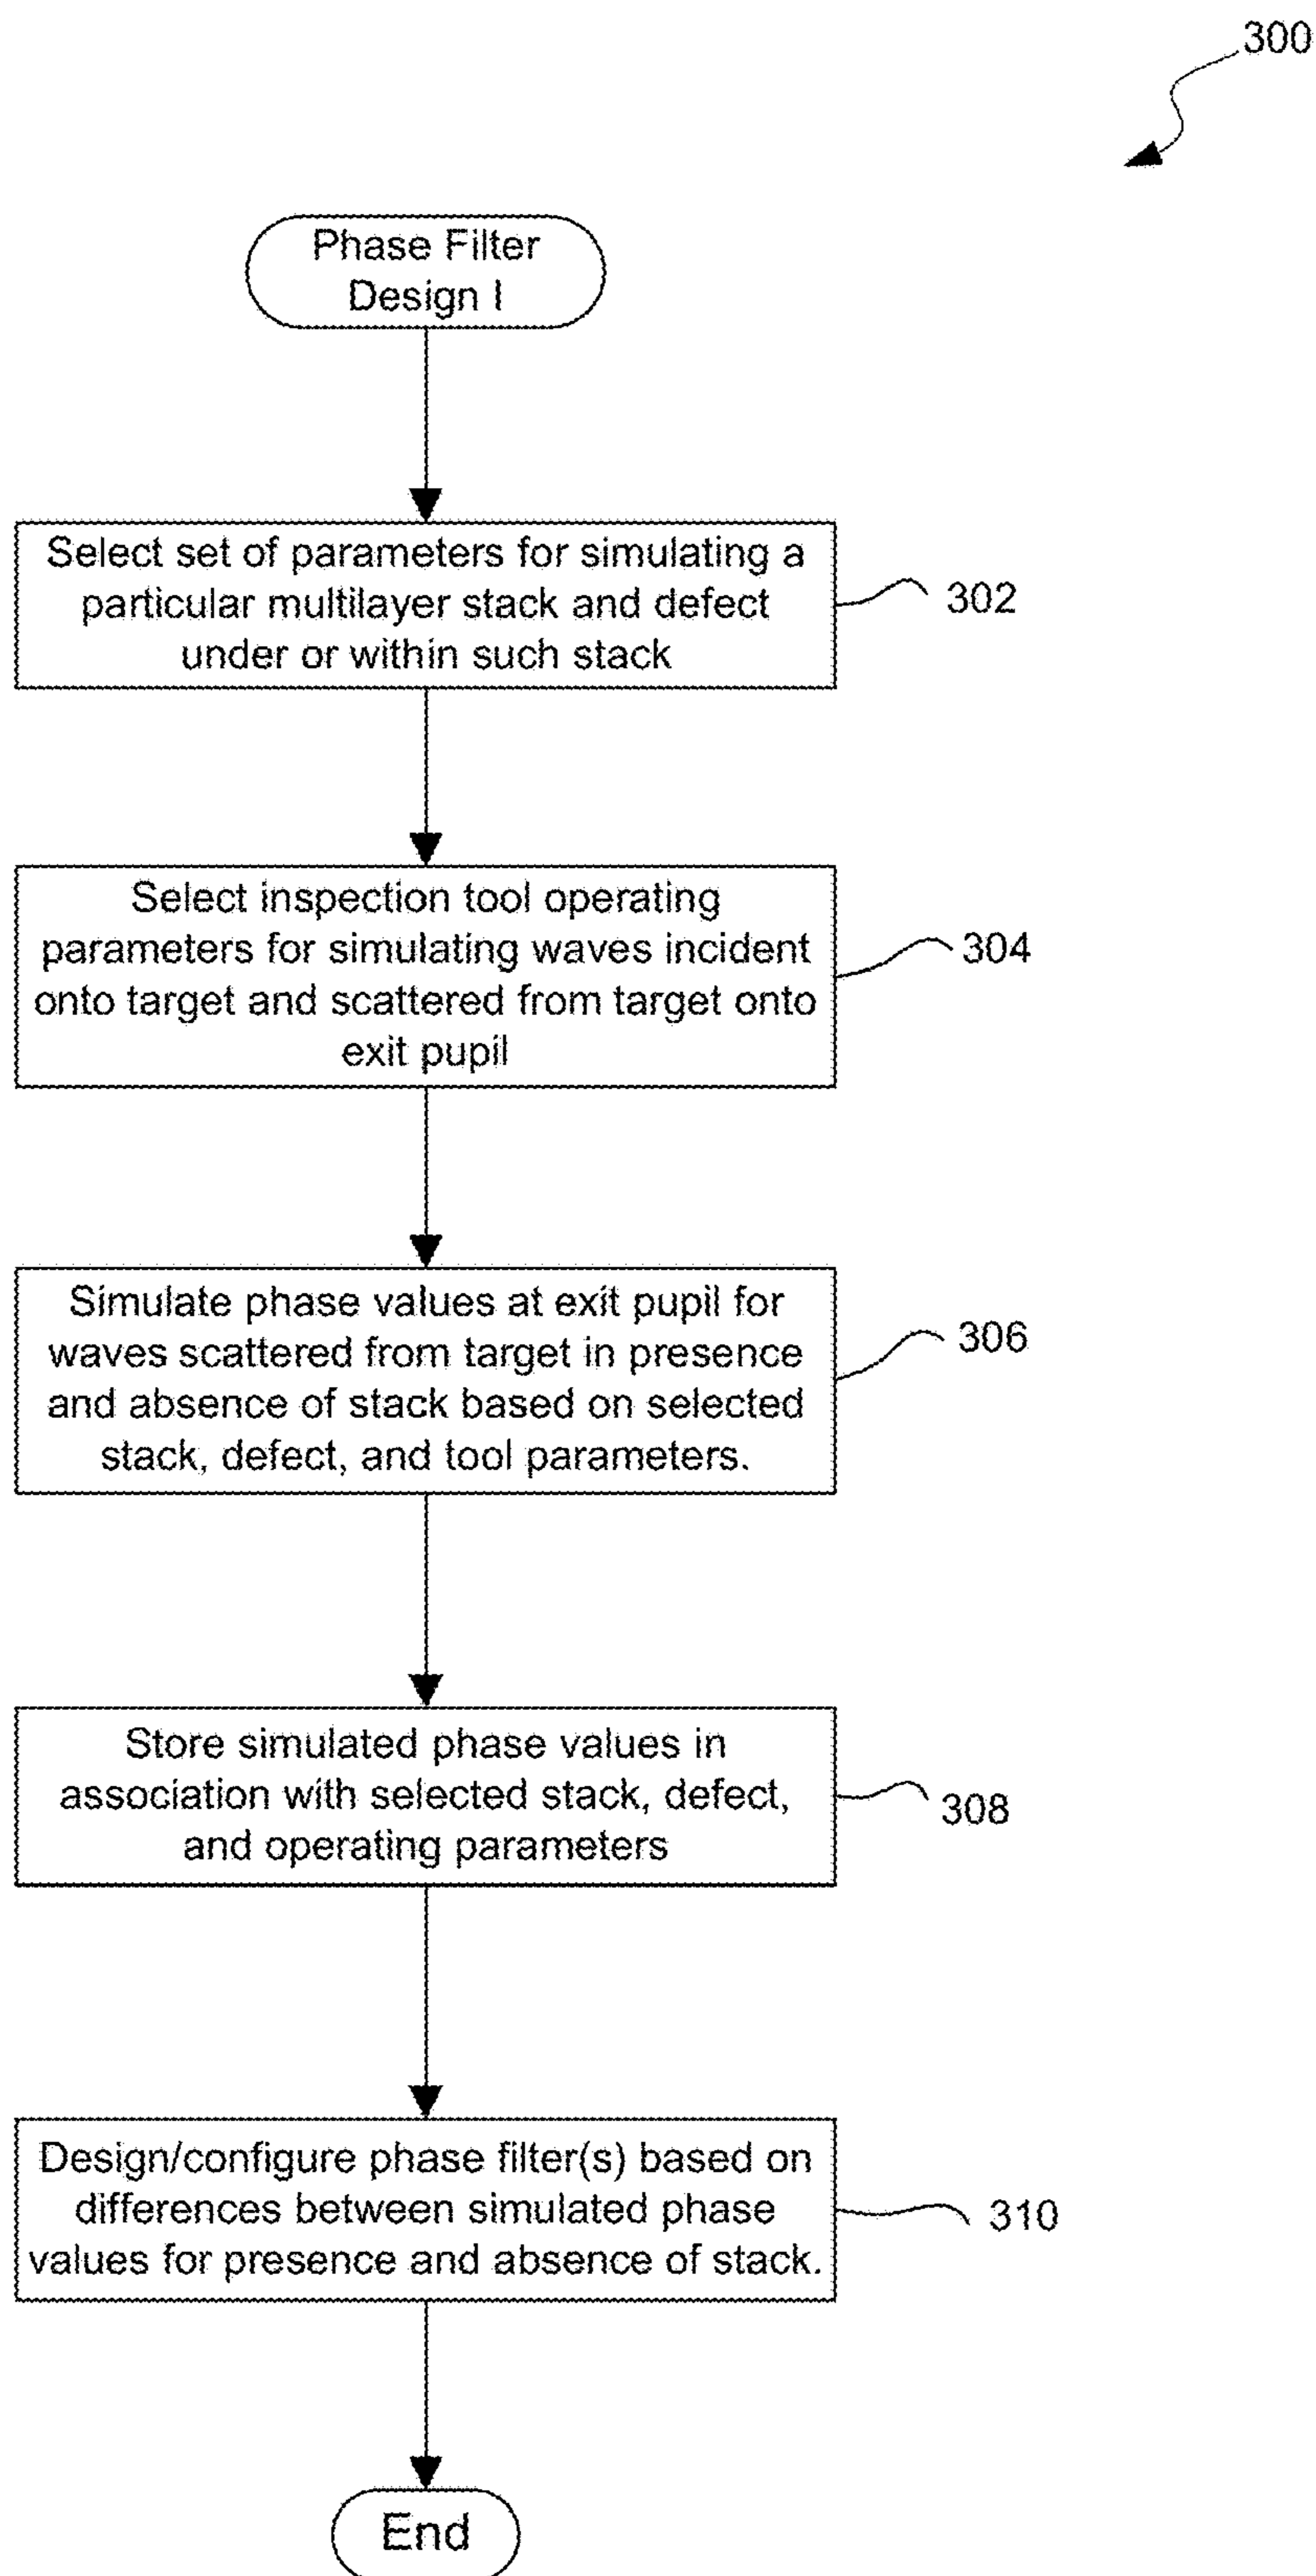 300
Phase Filter
Design I
Select set of parameters for simulating a
particular multilayer stack and defect
under or within such stack
302
Select inspection tool operating
parameters for simulating waves incident
onto target and scattered from target onto
exit pupil
304
Simulate phase values at exit pupil for
waves scattered from target in presence
and absence of stack based on selected
stack, defect, and tool parameters.
306
Store simulated phase values in
association with selected stack, defect,
and operating parameters
308
Design/configure phase filter(s) based on
differences between simulated phase
values for presence and absence of stack.
310
End